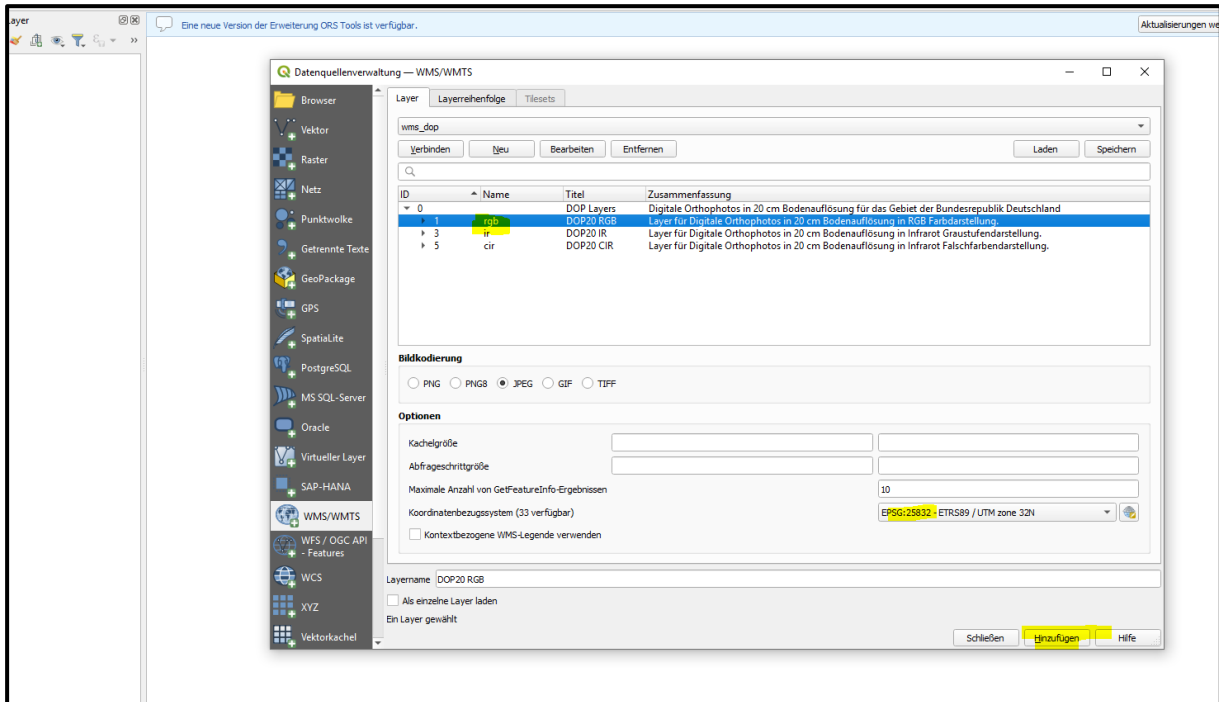 ayer
Eine neue Version der Erweiterung ORS Tools ist verfügbar.
Aktualisierungen we
Datenquellenverwaltung — WMS/WMTS
Browser
Vektor
Raster
Netz
Punktwolke
Getrennte Texte
GeoPackage
GPS
SpatiaLite
PostgreSQL
MS SQL-Server
Oracle
Virtueller Layer
SAP-HANA
WMS/WMTS
WFS / OGC API
- Features
WCS
XYZ
Vektorkachel
Layer Layerreihenfolge Tilesets
wms_dop
Verbinden Neu Bearbeiten Entfernen Laden Speichern
ID Name Titel Zusammenfassung
0 DOP Layers Digitale Orthophotos in 20 cm Bodenauflösung für das Gebiet der Bundesrepublik Deutschland
1 rgb DOP20 RGB Layer für Digitale Orthophotos in 20 cm Bodenauflösung in RGB Farbdarstellung.
3 ir DOP20 IR Layer für Digitale Orthophotos in 20 cm Bodenauflösung in Infrarot Graustufendarstellung.
5 cir DOP20 CIR Layer für Digitale Orthophotos in 20 cm Bodenauflösung in Infrarot Falschfarbendarstellung.
Bildkodierung
PNG PNG8 JPEG GIF TIFF
Optionen
Kachelgröße
Abfrageschrittgröße
Maximale Anzahl von GetFeatureInfo-Ergebnissen 10
Koordinatenbezugssystem (33 verfügbar) EPSG:25832 - ETRS89 / UTM zone 32N
Kontextbezogene WMS-Legende verwenden
Layername DOP20 RGB
Als einzelne Layer laden
Ein Layer gewählt
Schließen Hinzufügen Hilfe